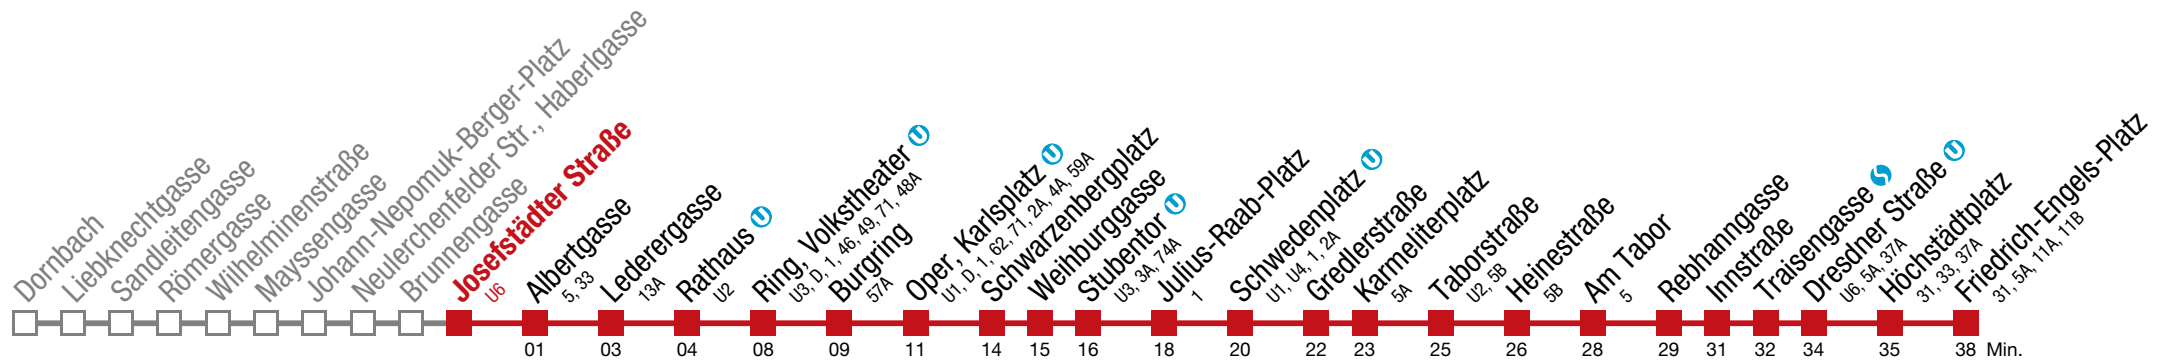 Dornbach
Liebknechtgasse
Sandleitengasse
Römergasse
Wilhelminenstraße
Mayssengasse
Johann-Nepomuk-Berger-Platz
Neulerchenfelder Str., Haberlgasse
Brunnengasse
Josefstädter Straße
U6
Albertgasse
5, 33
Lederergasse
13A
Rathaus U
U2
Ring, Volkstheater U
U3, D, 1, 46, 49, 71, 48A
Burgring
57A
Oper, Karlsplatz U
U1, D, 1, 62, 71, 2A, 4A, 59A
Schwarzenbergplatz
Weihburggasse
Stubentor U
U3, 3A, 74A
Julius-Raab-Platz
1
Schwedenplatz U
U1, U4, 1, 2A
Gredlerstraße
Karmeliterplatz
5A
Taborstraße
U2, 5B
Heinestraße
5B
Am Tabor
5
Rebhanngasse
Innstraße
Traisengasse S
Dresdner Straße U
U6, 5A, 37A
Höchstädtplatz
31, 33, 37A
Friedrich-Engels-Platz
31, 5A, 11A, 11B
01 03 04 08 09 11 14 15 16 18 20 22 23 25 26 28 29 31 32 34 35 38 Min.